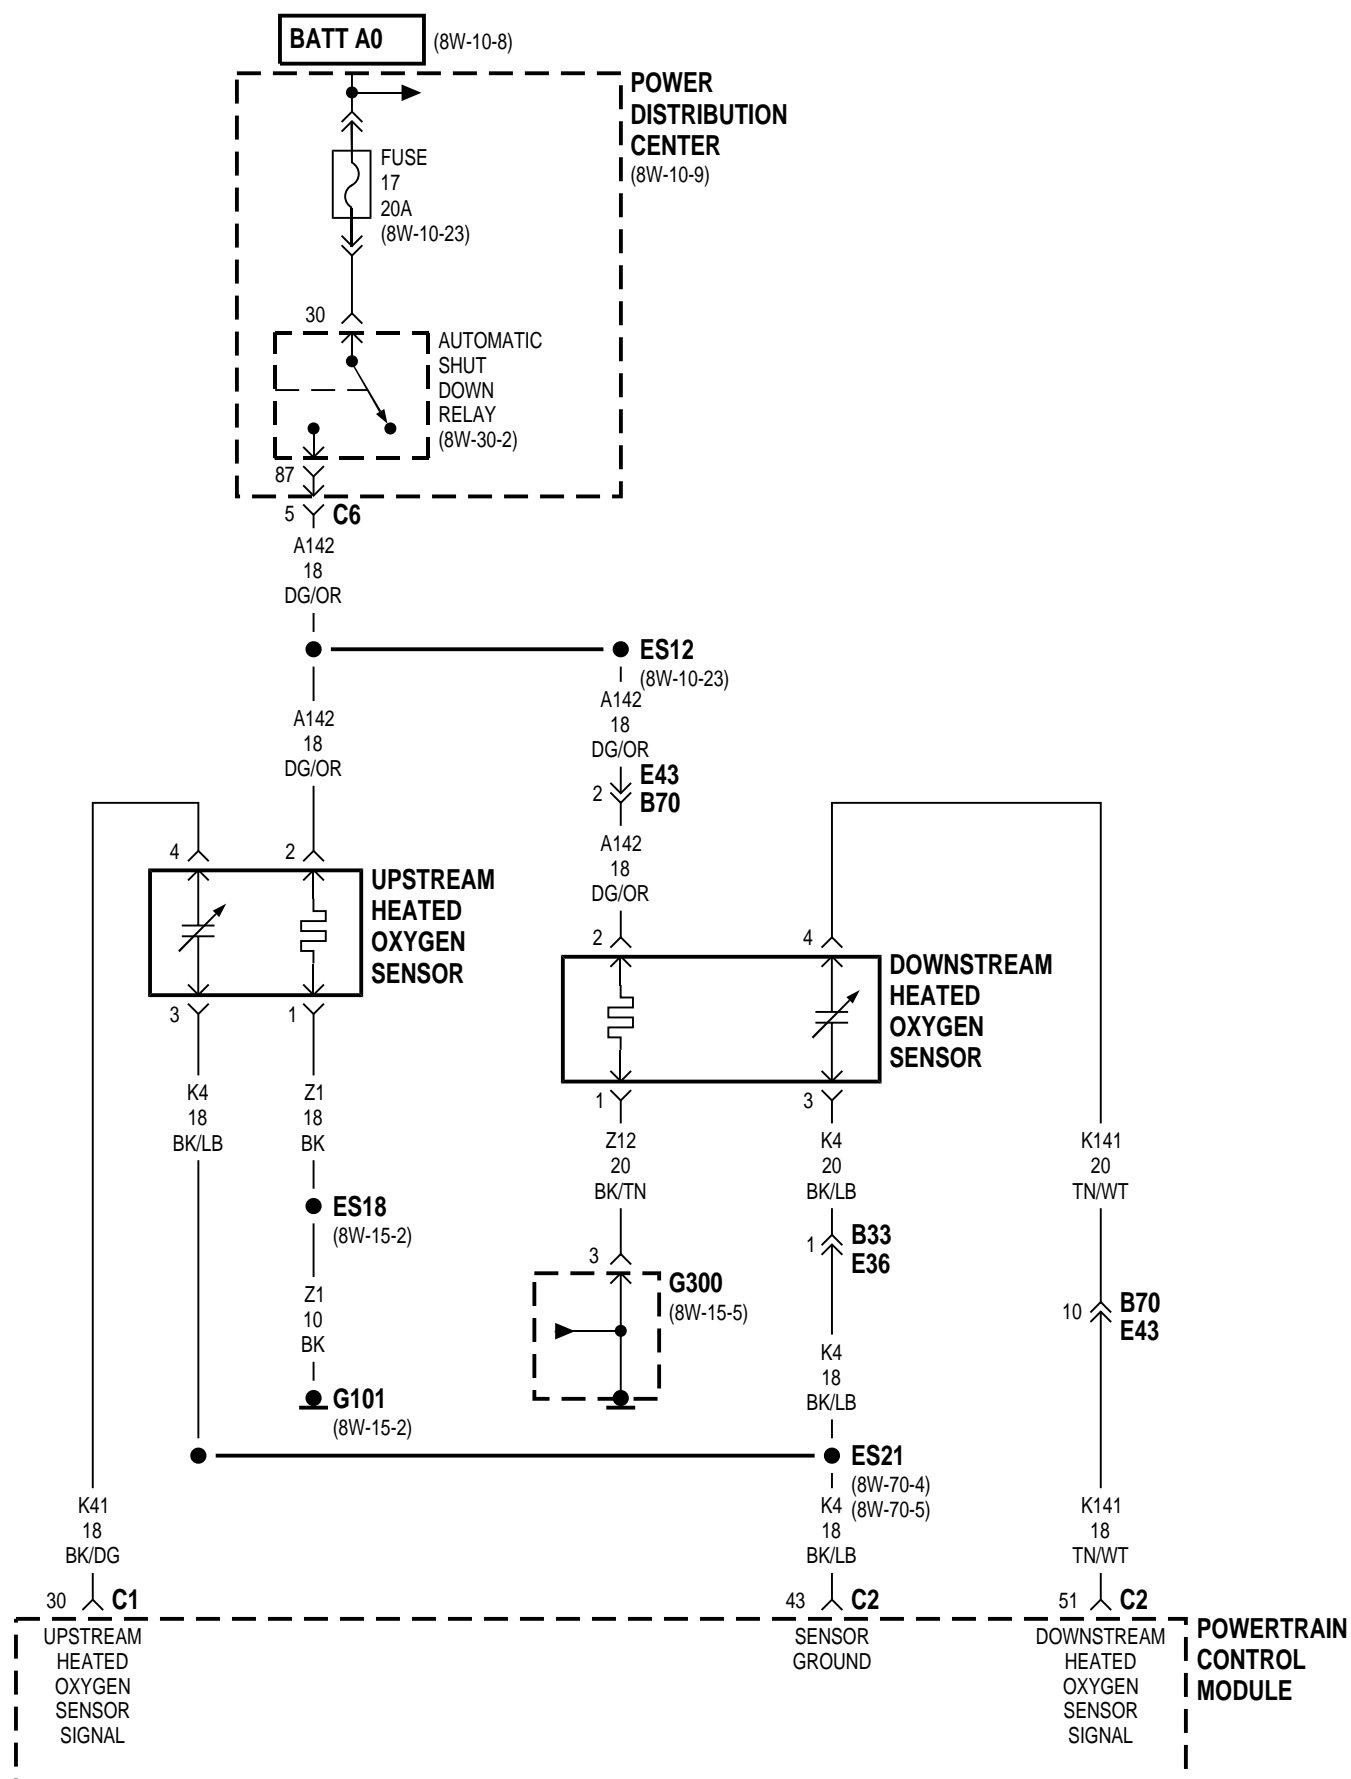 BATT A0
(8W-10-8)
POWER
DISTRIBUTION
CENTER
(8W-10-9)
FUSE
17
20A
(8W-10-23)
30
AUTOMATIC
SHUT
DOWN
RELAY
(8W-30-2)
87
5
C6
A142
18
DG/OR
ES12
(8W-10-23)
A142
18
DG/OR
A142
18
DG/OR
2
E43
B70
A142
18
DG/OR
4
2
UPSTREAM
HEATED
OXYGEN
SENSOR
3
1
2
4
DOWNSTREAM
HEATED
OXYGEN
SENSOR
1
3
K4
18
BK/LB
Z1
18
BK
Z12
20
BK/TN
K4
20
BK/LB
K141
20
TN/WT
ES18
(8W-15-2)
3
G300
(8W-15-5)
1
B33
E36
10
B70
E43
Z1
10
BK
K4
18
BK/LB
G101
(8W-15-2)
ES21
(8W-70-4)
(8W-70-5)
K41
18
BK/DG
K4
18
BK/LB
K141
18
TN/WT
30
C1
43
C2
51
C2
UPSTREAM
HEATED
OXYGEN
SENSOR
SIGNAL
SENSOR
GROUND
DOWNSTREAM
HEATED
OXYGEN
SENSOR
SIGNAL
POWERTRAIN
CONTROL
MODULE